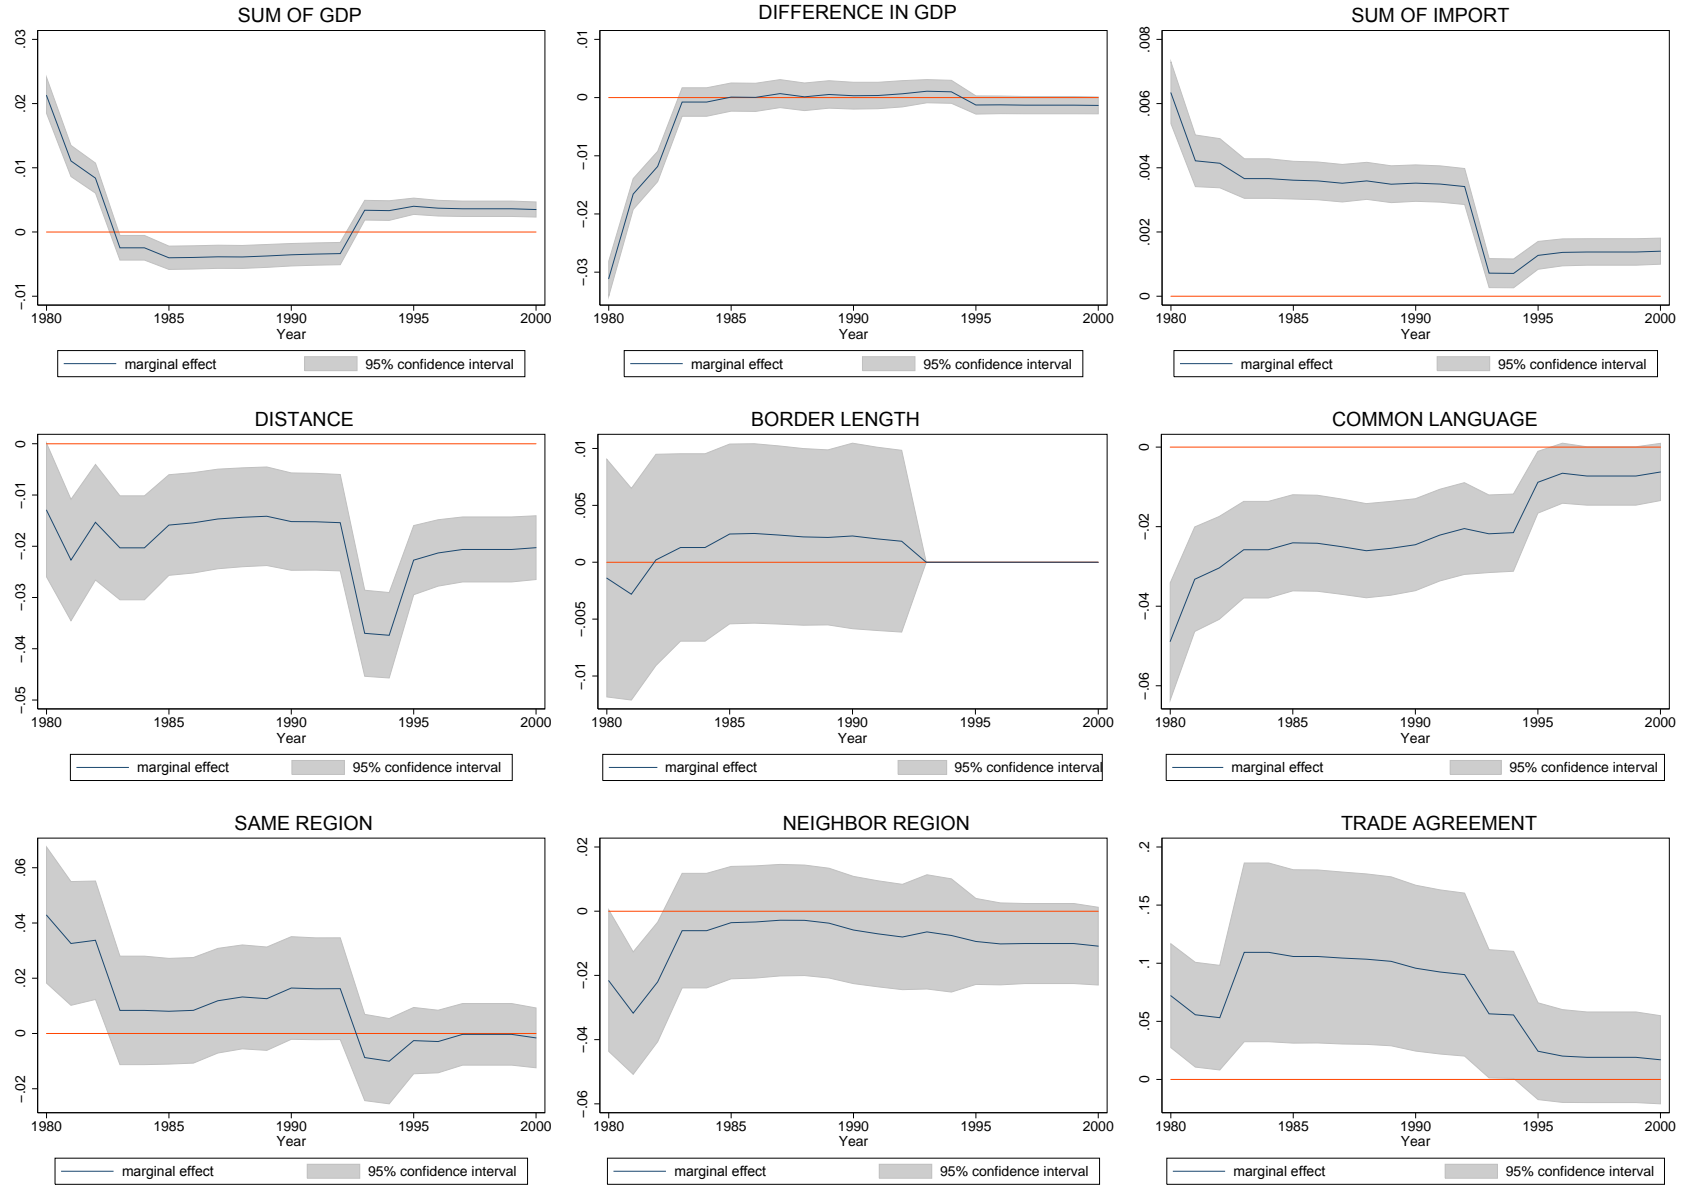 SUM OF GDP
.03
.02
.01
0
-.01
1980 1985 1990 1995 2000
Year
marginal effect 95% confidence interval
DIFFERENCE IN GDP
.01
0
-.01
-.02
-.03
1980 1985 1990 1995 2000
Year
marginal effect 95% confidence interval
SUM OF IMPORT
.008
.006
.004
.002
0
1980 1985 1990 1995 2000
Year
marginal effect 95% confidence interval
DISTANCE
0
-.01
-.02
-.03
-.04
-.05
1980 1985 1990 1995 2000
Year
marginal effect 95% confidence interval
BORDER LENGTH
.01
.005
0
-.005
-.01
1980 1985 1990 1995 2000
Year
marginal effect 95% confidence interval
COMMON LANGUAGE
0
-.02
-.04
-.06
1980 1985 1990 1995 2000
Year
marginal effect 95% confidence interval
SAME REGION
.06
.04
.02
0
-.02
1980 1985 1990 1995 2000
Year
marginal effect 95% confidence interval
NEIGHBOR REGION
.02
0
-.02
-.04
-.06
1980 1985 1990 1995 2000
Year
marginal effect 95% confidence interval
TRADE AGREEMENT
.2
.15
.1
.05
0
1980 1985 1990 1995 2000
Year
marginal effect 95% confidence interval